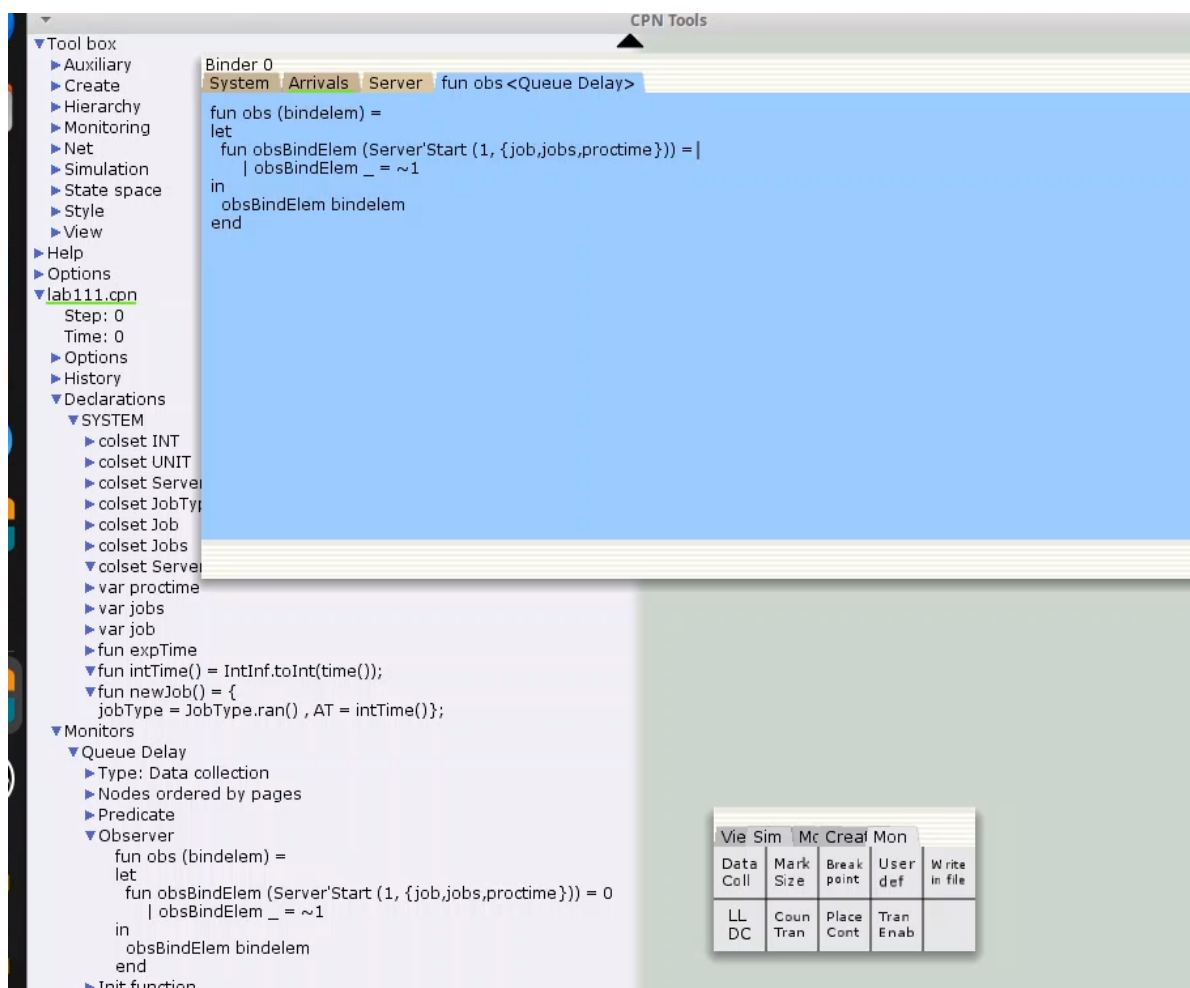 CPN Tools
Tool box
Auxiliary
Create
Hierarchy
Monitoring
Net
Simulation
State space
Style
View
Help
Options
lab111.cpn
Step: 0
Time: 0
Options
History
Declarations
SYSTEM
colset INT
colset UNIT
colset Server
colset JobTyp
colset Job
colset Jobs
colset Server
var proctime
var jobs
var job
fun expTime
fun intTime() = IntInf.toInt(time());
fun newJob() = {
jobType = JobType.ran() , AT = intTime()};
Monitors
Queue Delay
Type: Data collection
Nodes ordered by pages
Predicate
Observer
fun obs (bindelem) =
let
fun obsBindElem (Server'Start (1, {job,jobs,proctime})) = 0
| obsBindElem _ = ~1
in
obsBindElem bindelem
end
Init function
Binder 0
System Arrivals Server fun obs <Queue Delay>
fun obs (bindelem) =
let
fun obsBindElem (Server'Start (1, {job,jobs,proctime})) =
| obsBindElem _ = ~1
in
obsBindElem bindelem
end
Vie Sim Mc Creat Mon
Data Mark Break User Write
Coll Size point def in file
LL Coun Place Tran
DC Tran Cont Enab